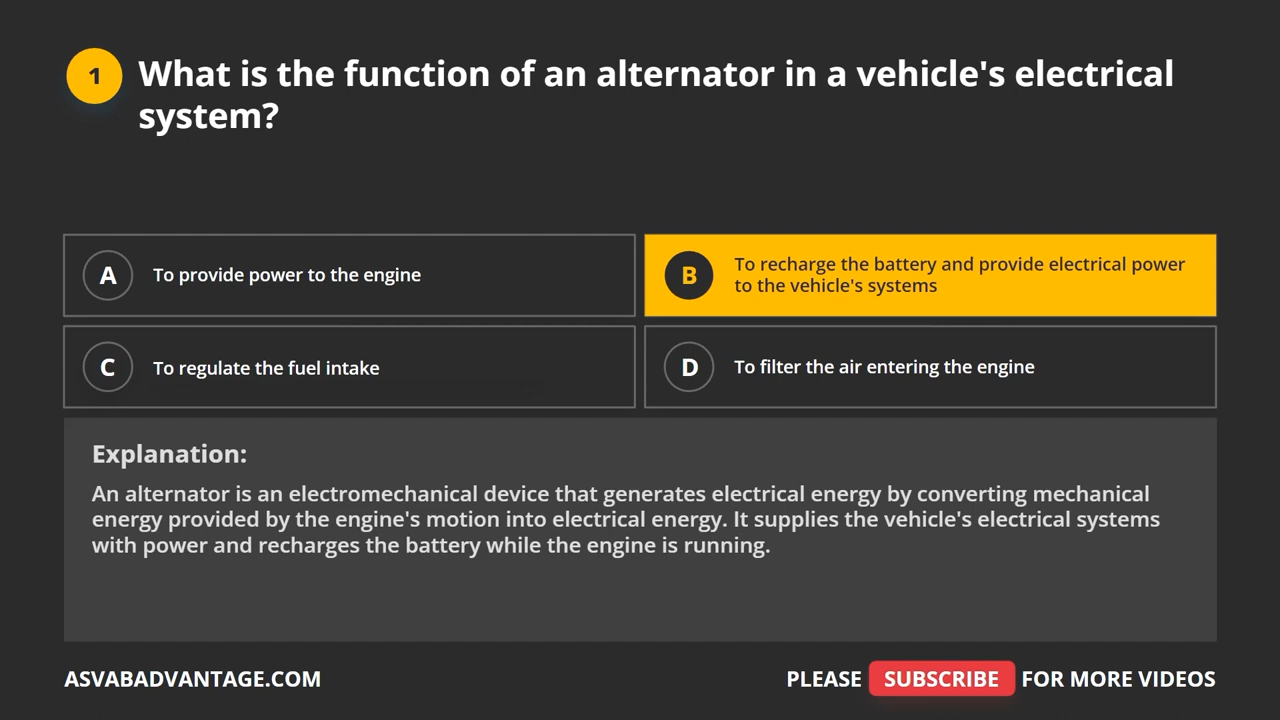 1
What is the function of an alternator in a vehicle's electrical
system?
A
To provide power to the engine
B
To recharge the battery and provide electrical power
to the vehicle's systems
C
To regulate the fuel intake
D
To filter the air entering the engine
Explanation:
An alternator is an electromechanical device that generates electrical energy by converting mechanical
energy provided by the engine's motion into electrical energy. It supplies the vehicle's electrical systems
with power and recharges the battery while the engine is running.
ASVABADVANTAGE.COM
PLEASE SUBSCRIBE FOR MORE VIDEOS